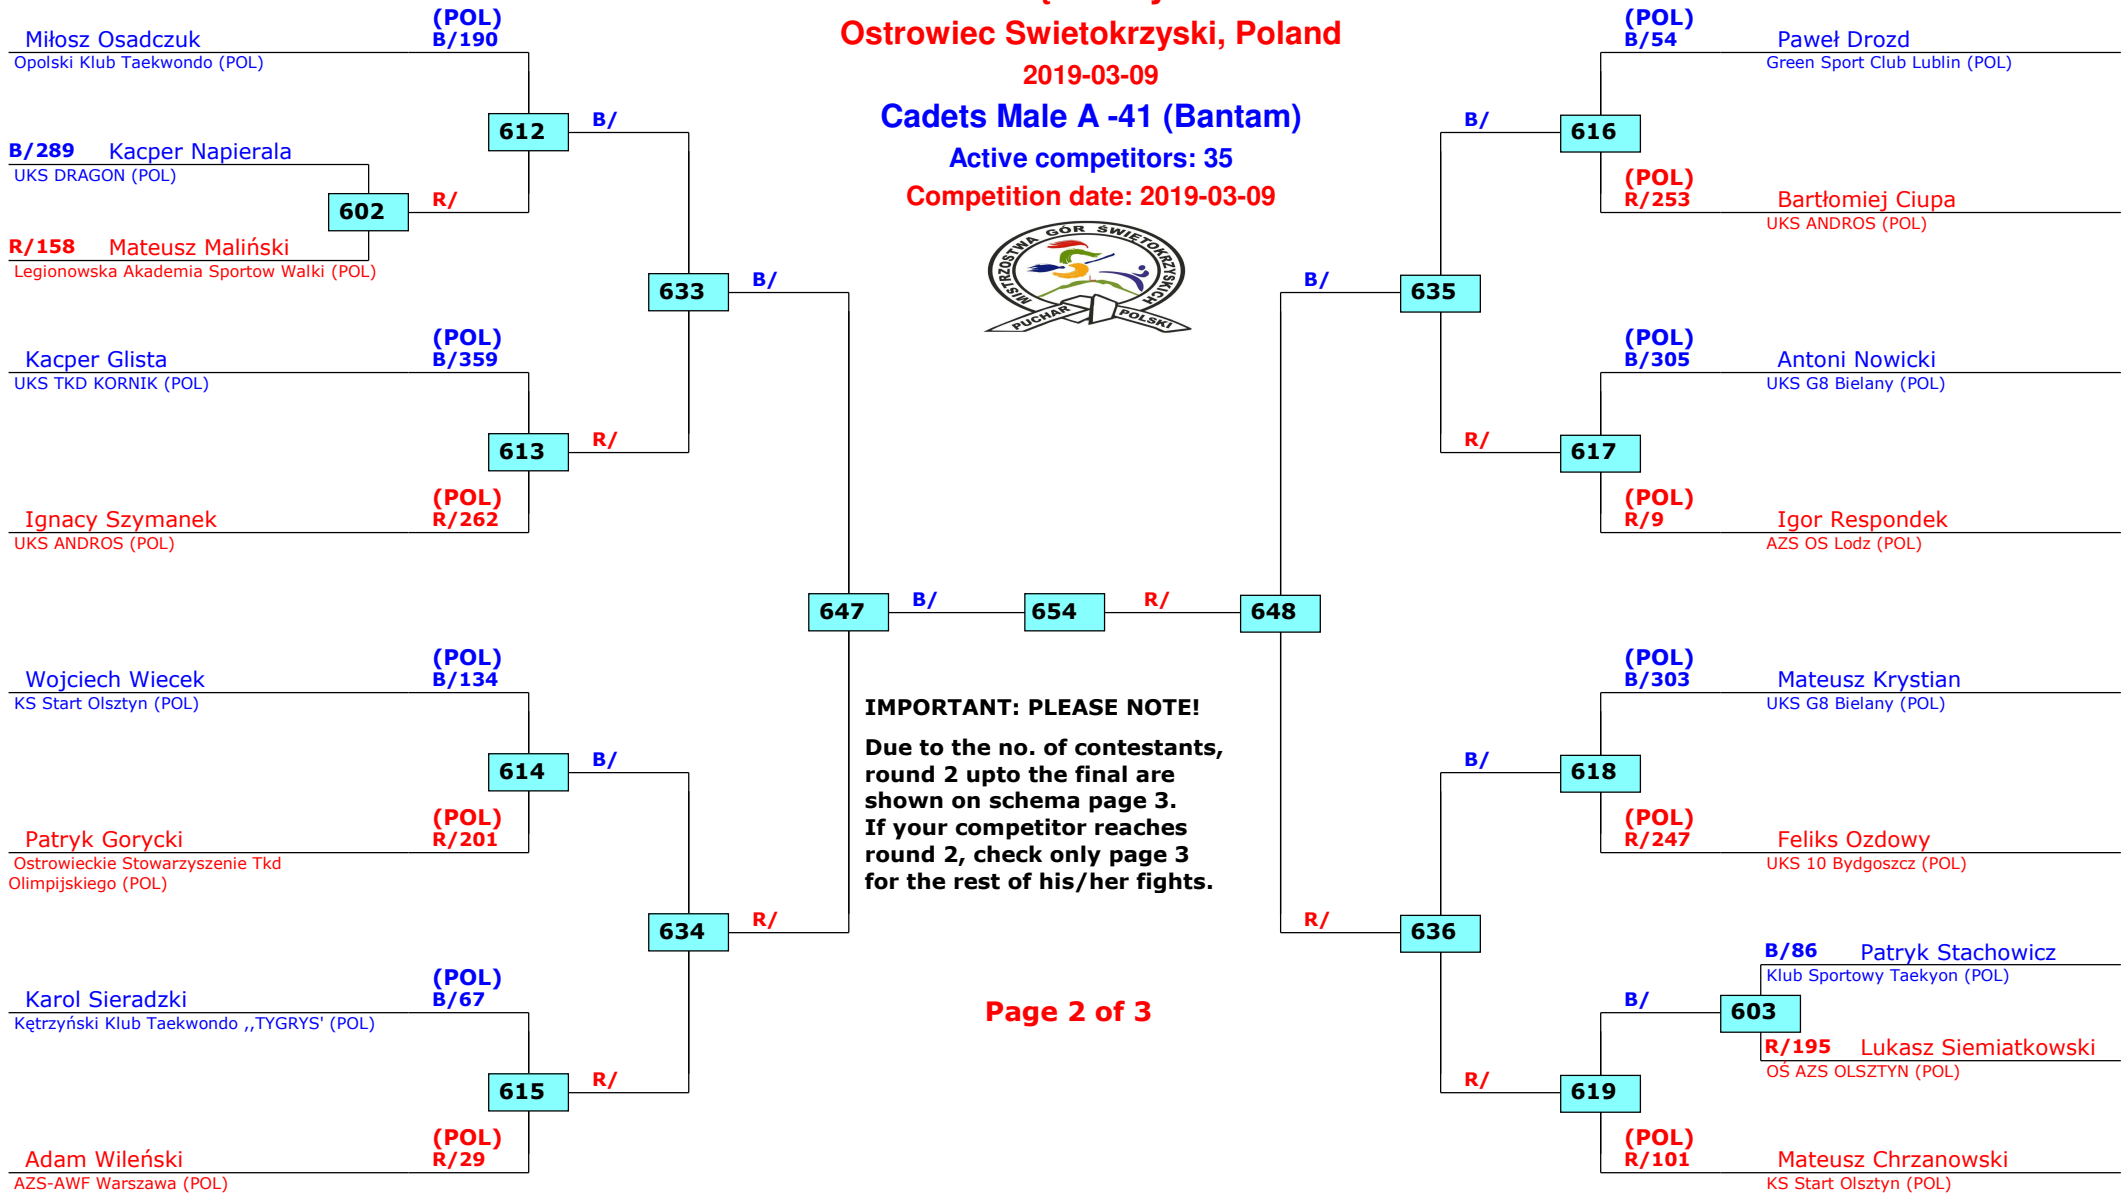 Ostrowiec Swietokrzyski, Poland
2019-03-09
Cadets Male A -41 (Bantam)
Active competitors: 35
Competition date: 2019-03-09
MISTRZOSTWA GÓR ŚWIĘTOKRZYSKICH
PUCHAR POLSKI
(POL)
Miłosz Osadczuk B/190
Opolski Klub Taekwondo (POL)
612 B/
B/289 Kacper Napierala
UKS DRAGON (POL)
602 R/
R/158 Mateusz Maliński
Legionowska Akademia Sportow Walki (POL)
633 B/
(POL)
Kacper Glista B/359
UKS TKD KORNIK (POL)
613 R/
(POL)
Ignacy Szymanek R/262
UKS ANDROS (POL)
647 B/ 654 R/ 648
(POL)
Wojciech Wiecek B/134
KS Start Olsztyn (POL)
614 B/
(POL)
Patryk Gorycki R/201
Ostrowieckie Stowarzyszenie Tkd
Olimpijskiego (POL)
634 R/
(POL)
Karol Sieradzki B/67
Kętrzyński Klub Taekwondo ,,TYGRYS' (POL)
615 R/
(POL)
Adam Wileński R/29
AZS-AWF Warszawa (POL)
IMPORTANT: PLEASE NOTE!
Due to the no. of contestants,
round 2 upto the final are
shown on schema page 3.
If your competitor reaches
round 2, check only page 3
for the rest of his/her fights.
Page 2 of 3
(POL)
B/54 Paweł Drozd
Green Sport Club Lublin (POL)
B/ 616
(POL)
R/253 Bartłomiej Ciupa
UKS ANDROS (POL)
B/ 635
(POL)
B/305 Antoni Nowicki
UKS G8 Bielany (POL)
R/ 617
(POL)
R/9 Igor Respondek
AZS OS Lodz (POL)
(POL)
B/303 Mateusz Krystian
UKS G8 Bielany (POL)
B/ 618
(POL)
R/247 Feliks Ozdowy
UKS 10 Bydgoszcz (POL)
R/ 636
B/86 Patryk Stachowicz
Klub Sportowy Taekyon (POL)
B/ 603
R/195 Lukasz Siemiatkowski
OŚ AZS OLSZTYN (POL)
R/ 619
(POL)
R/101 Mateusz Chrzanowski
KS Start Olsztyn (POL)